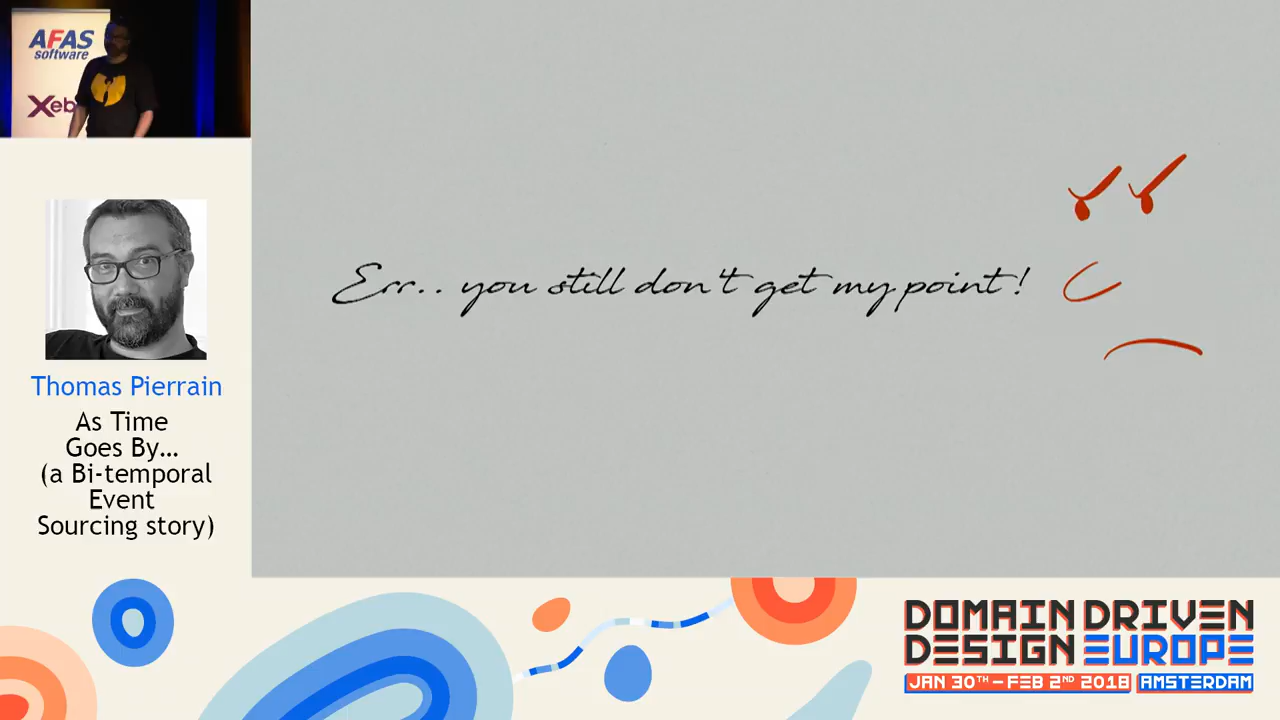 AFAS
software
Xeb
Thomas Pierrain
As Time
Goes By...
(a Bi-temporal
Event
Sourcing story)
Err.. you still don't get my point!
DOMAIN DRIVEN
DESIGN EUROPE
JAN 30TH - FEB 2ND 2018 AMSTERDAM